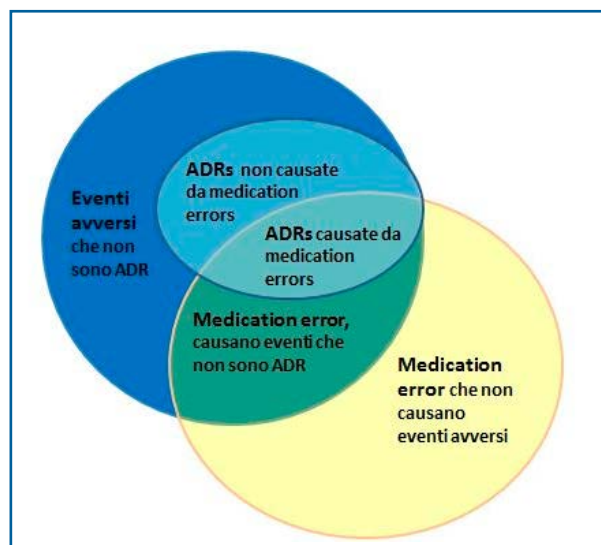 ADRs non causate
da medication
errors
Eventi
avversi
che non
sono ADR
ADRs causate da
medication
errors
Medication error,
causano eventi che
non sono ADR
Medication
error che non
causano
eventi avversi